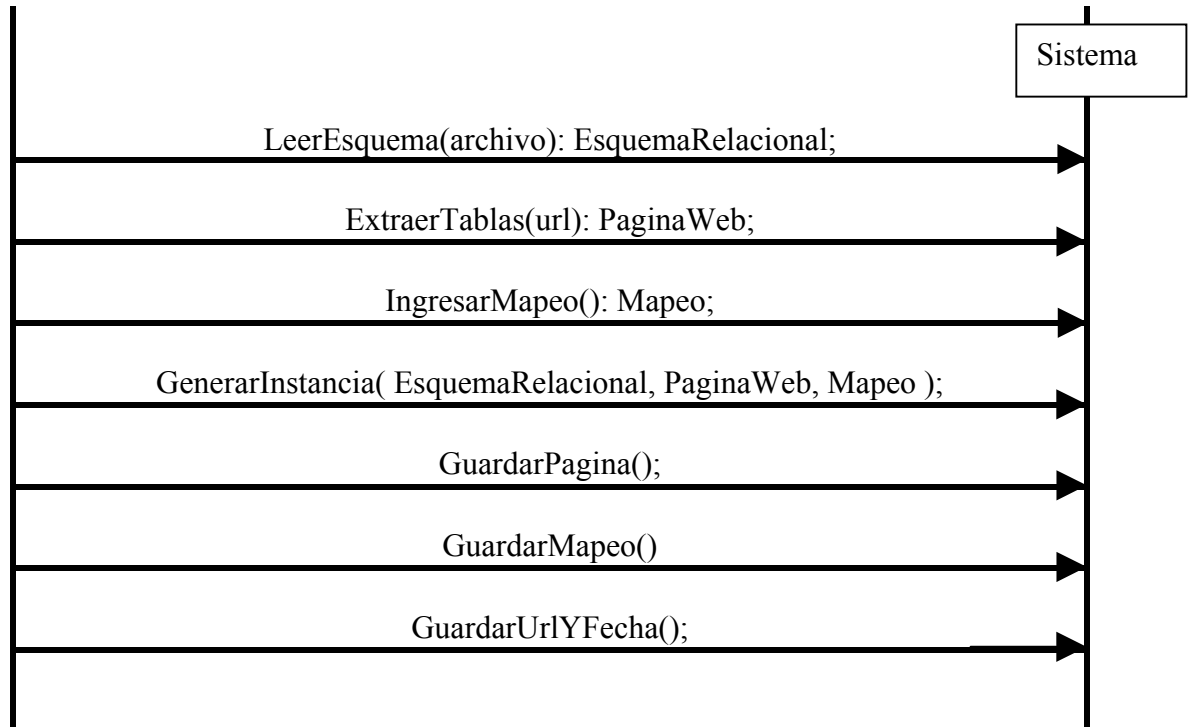 Sistema
LeerEsquema(archivo): EsquemaRelacional;
ExtraerTablas(url): PaginaWeb;
IngresarMapeo(): Mapeo;
GenerarInstancia( EsquemaRelacional, PaginaWeb, Mapeo );
GuardarPagina();
GuardarMapeo()
GuardarUrlYFecha();